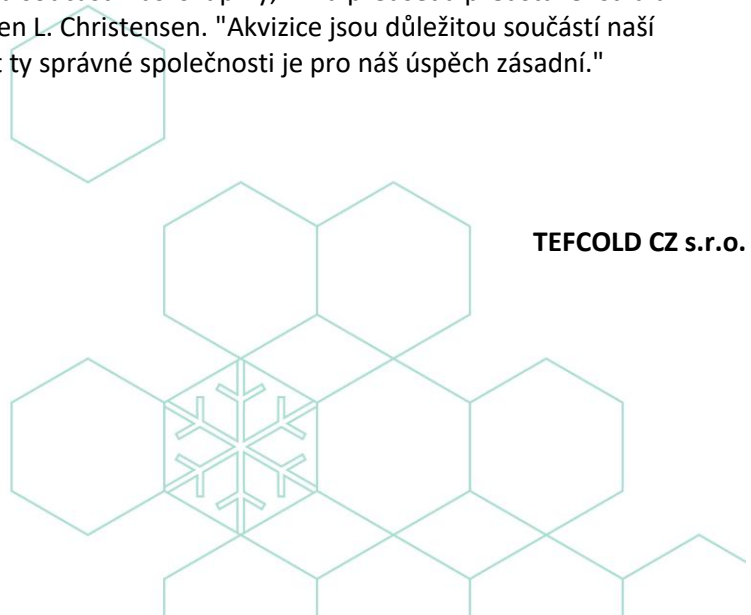 en L. Christensen. "Akvizice jsou důležitou součástí naší
t ty správné společnosti je pro náš úspěch zásadní."
TEFCOLD CZ s.r.o.